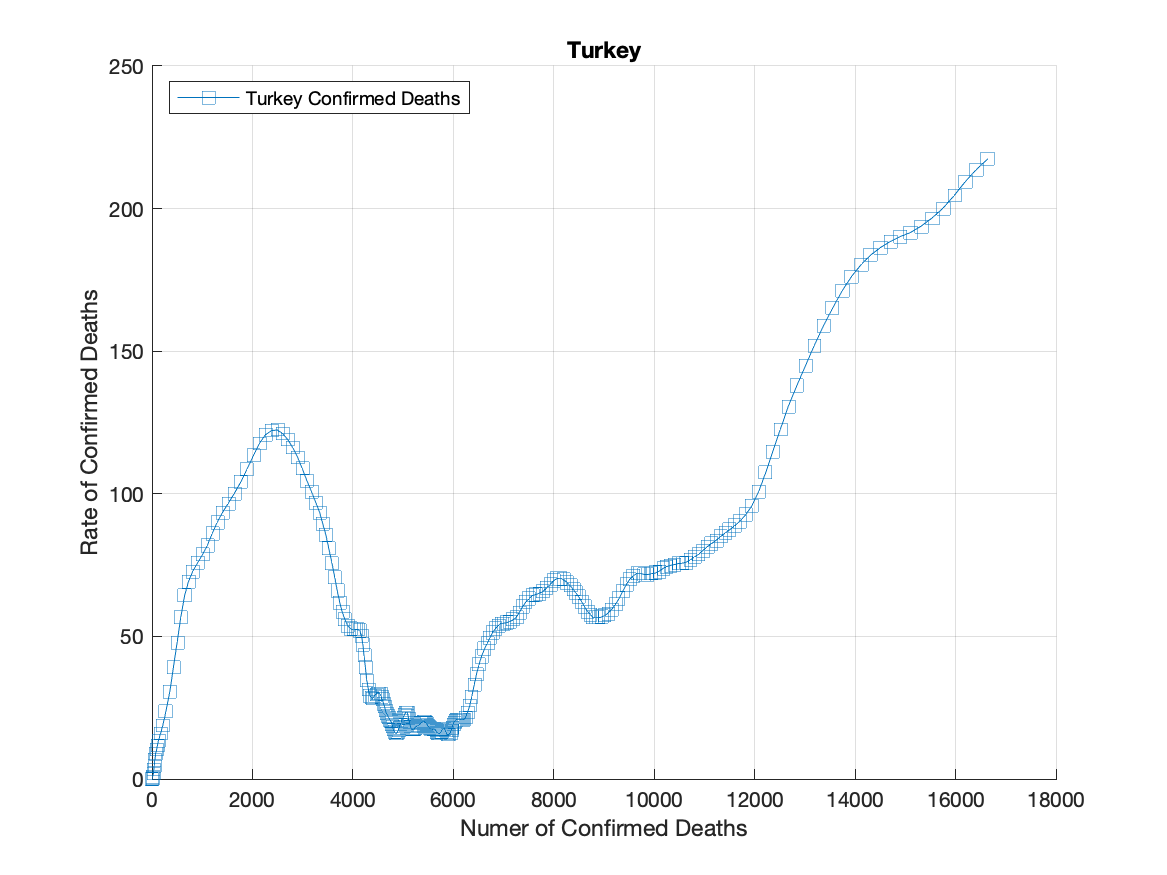 Turkey
Turkey Confirmed Deaths
250
200
150
100
50
0
Rate of Confirmed Deaths
0 2000 4000 6000 8000 10000 12000 14000 16000 18000
Numer of Confirmed Deaths